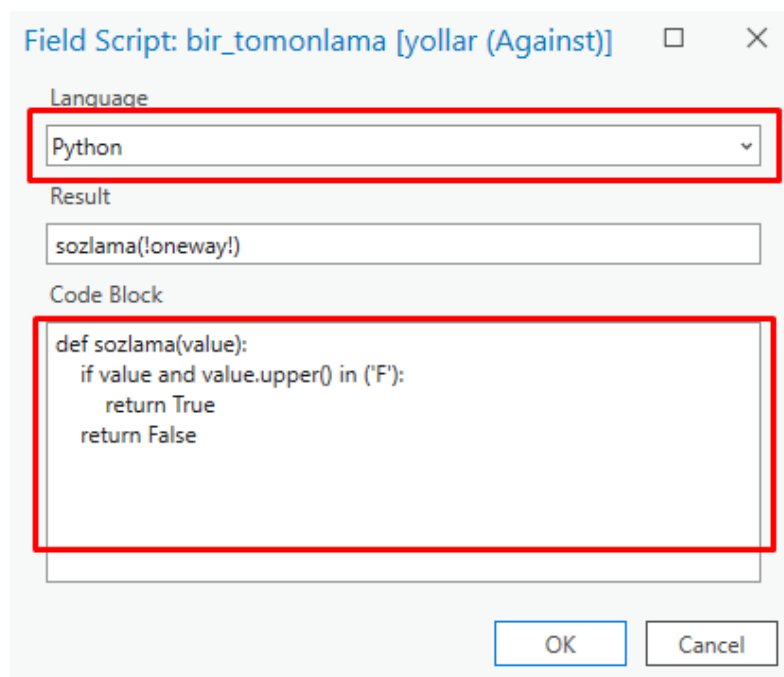 Field Script: bir_tomonlama [yollar (Against)]
Language
Python
Result
sozlama(!oneway!)
Code Block
def sozlama(value):
    if value and value.upper() in ('F'):
        return True
    return False
OK
Cancel